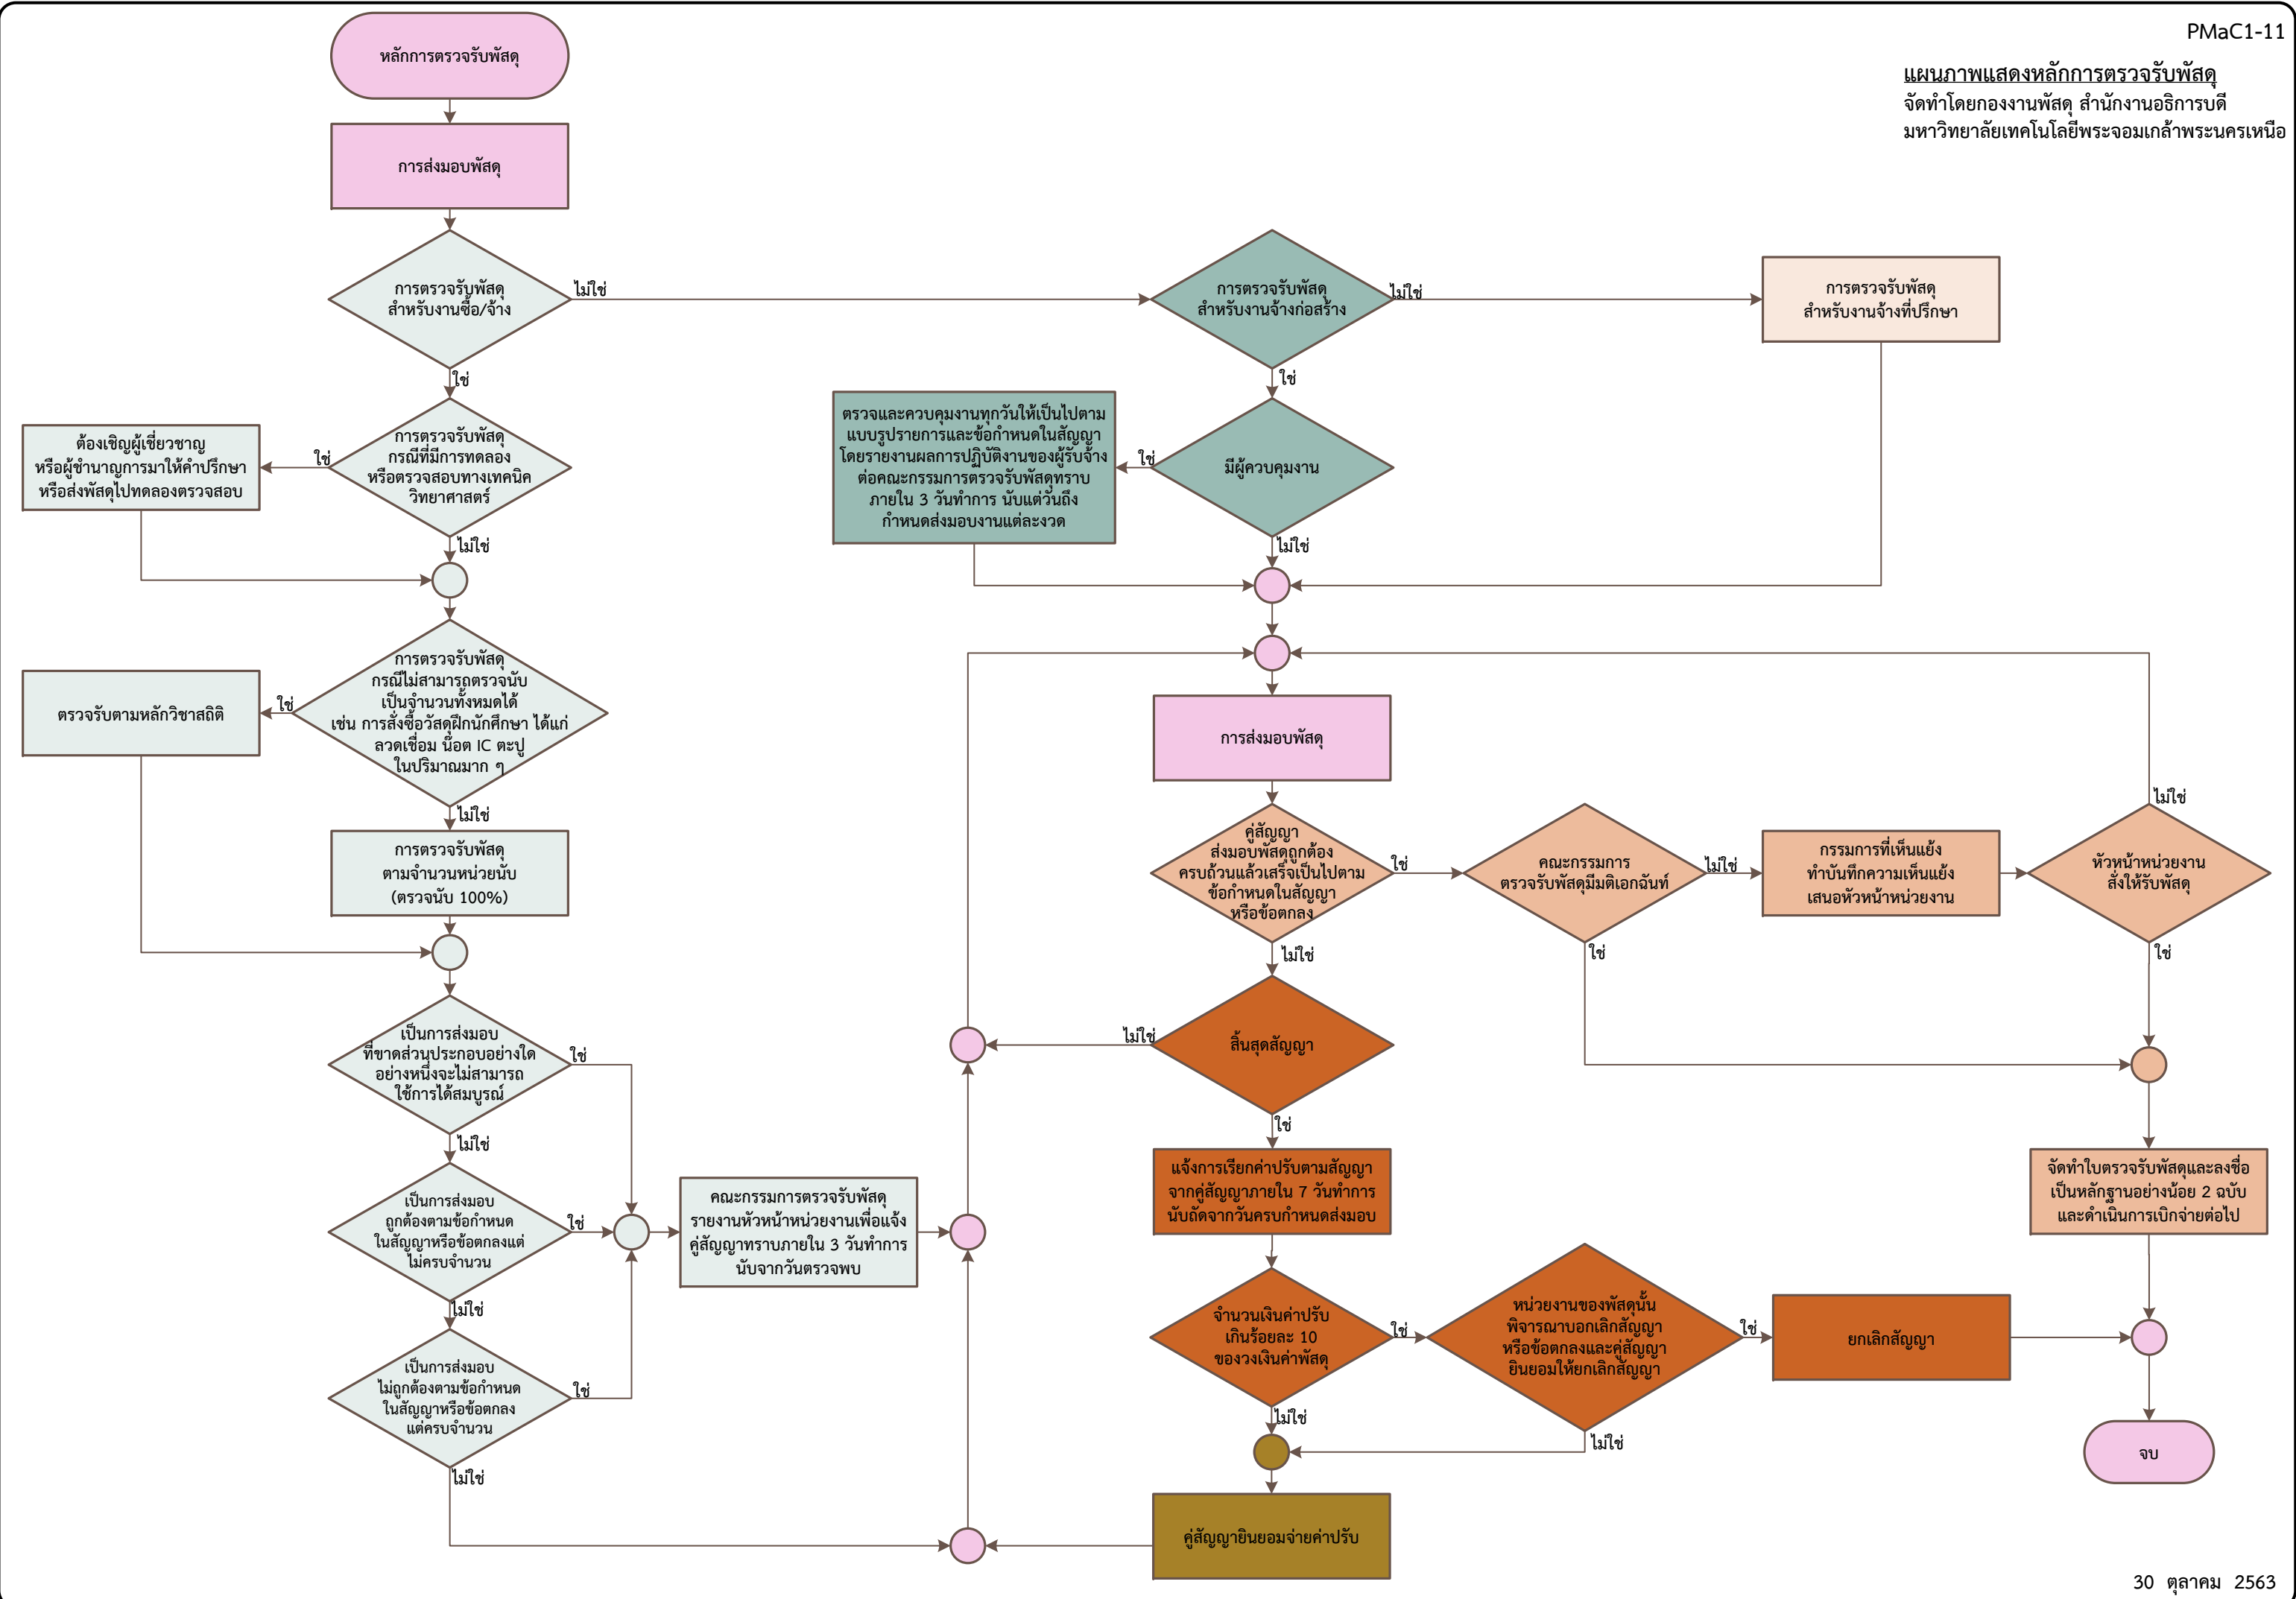 PMaC1-11
แผนภาพแสดงหลักการตรวจรับพัสดุ
จัดทำโดยกองงานพัสดุ สำนักงานอธิการบดี
มหาวิทยาลัยเทคโนโลยีพระจอมเกล้าพระนครเหนือ
หลักการตรวจรับพัสดุ
การส่งมอบพัสดุ
การตรวจรับพัสดุ
สำหรับงานซื้อ/จ้าง
ไม่ใช่
ใช่
การตรวจรับพัสดุ
สำหรับงานจ้างก่อสร้าง
ไม่ใช่
ใช่
การตรวจรับพัสดุ
สำหรับงานจ้างที่ปรึกษา
การตรวจรับพัสดุ
กรณีที่มีการทดลอง
หรือตรวจสอบทางเทคนิค
วิทยาศาสตร์
ใช่
ไม่ใช่
ต้องเชิญผู้เชี่ยวชาญ
หรือผู้ชำนาญการมาให้คำปรึกษา
หรือส่งพัสดุไปทดลองตรวจสอบ
ตรวจและควบคุมงานทุกวันให้เป็นไปตาม
แบบรูปรายการและข้อกำหนดในสัญญา
โดยรายงานผลการปฏิบัติงานของผู้รับจ้าง
ต่อคณะกรรมการตรวจรับพัสดุทราบ
ภายใน 3 วันทำการ นับแต่วันถึง
กำหนดส่งมอบงานแต่ละงวด
ใช่
มีผู้ควบคุมงาน
ไม่ใช่
การตรวจรับพัสดุ
กรณีไม่สามารถตรวจนับ
เป็นจำนวนทั้งหมดได้
เช่น การสั่งซื้อวัสดุฝึกนักศึกษา ได้แก่
ลวดเชื่อม น๊อต IC ตะปู
ในปริมาณมาก ๆ
ใช่
ไม่ใช่
ตรวจรับตามหลักวิชาสถิติ
การตรวจรับพัสดุ
ตามจำนวนหน่วยนับ
(ตรวจนับ 100%)
เป็นการส่งมอบ
ที่ขาดส่วนประกอบอย่างใด
อย่างหนึ่งจะไม่สามารถ
ใช้การได้สมบูรณ์
ใช่
ไม่ใช่
เป็นการส่งมอบ
ถูกต้องตามข้อกำหนด
ในสัญญาหรือข้อตกลงแต่
ไม่ครบจำนวน
ใช่
ไม่ใช่
เป็นการส่งมอบ
ไม่ถูกต้องตามข้อกำหนด
ในสัญญาหรือข้อตกลง
แต่ครบจำนวน
ใช่
ไม่ใช่
คณะกรรมการตรวจรับพัสดุ
รายงานหัวหน้าหน่วยงานเพื่อแจ้ง
คู่สัญญาทราบภายใน 3 วันทำการ
นับจากวันตรวจพบ
การส่งมอบพัสดุ
คู่สัญญา
ส่งมอบพัสดุถูกต้อง
ครบถ้วนแล้วเสร็จเป็นไปตาม
ข้อกำหนดในสัญญา
หรือข้อตกลง
ใช่
ไม่ใช่
คณะกรรมการ
ตรวจรับพัสดุมีมติเอกฉันท์
ไม่ใช่
ใช่
กรรมการที่เห็นแย้ง
ทำบันทึกความเห็นแย้ง
เสนอหัวหน้าหน่วยงาน
หัวหน้าหน่วยงาน
สั่งให้รับพัสดุ
ไม่ใช่
ใช่
สิ้นสุดสัญญา
ไม่ใช่
ใช่
แจ้งการเรียกค่าปรับตามสัญญา
จากคู่สัญญาภายใน 7 วันทำการ
นับถัดจากวันครบกำหนดส่งมอบ
จัดทำใบตรวจรับพัสดุและลงชื่อ
เป็นหลักฐานอย่างน้อย 2 ฉบับ
และดำเนินการเบิกจ่ายต่อไป
จำนวนเงินค่าปรับ
เกินร้อยละ 10
ของวงเงินค่าพัสดุ
ใช่
ไม่ใช่
หน่วยงานของพัสดุนั้น
พิจารณาบอกเลิกสัญญา
หรือข้อตกลงและคู่สัญญา
ยินยอมให้ยกเลิกสัญญา
ใช่
ไม่ใช่
ยกเลิกสัญญา
คู่สัญญายินยอมจ่ายค่าปรับ
จบ
30 ตุลาคม 2563